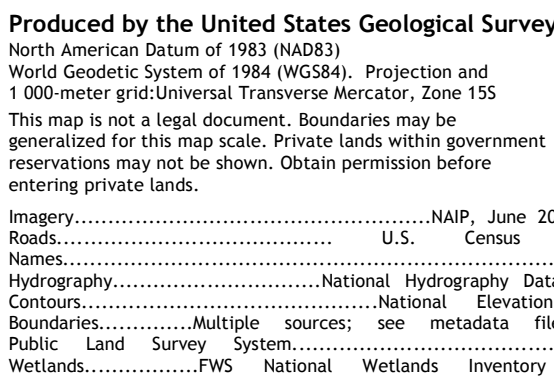 Produced by the United States Geological Survey
North American Datum of 1983 (NAD83)
World Geodetic System of 1984 (WGS84). Projection and
1 000-meter grid:Universal Transverse Mercator, Zone 15S
This map is not a legal document. Boundaries may be
generalized for this map scale. Private lands within government
reservations may not be shown. Obtain permission before
entering private lands.
Imagery..................................................NAIP, June 20
Roads....................................... U.S. Census
Names.....................................................................
Hydrography.............................National Hydrography Data
Contours..........................................National Elevation
Boundaries.............Multiple sources; see metadata file
Public Land Survey System.....................................
Wetlands................FWS National Wetlands Inventory